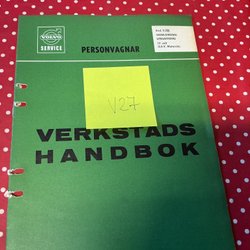 VOLVO
SERVICE
PERSONVAGNAR
V27
VERKSTADS
HANDBOK